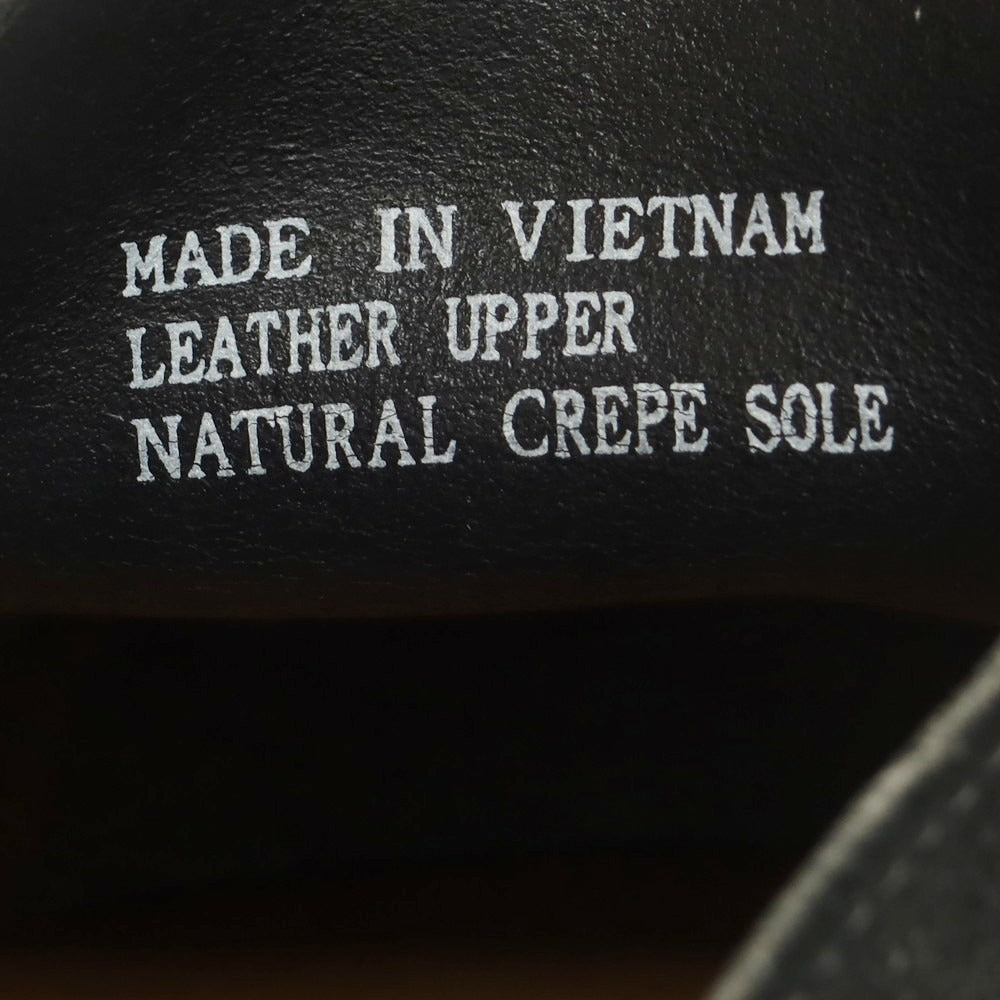 MADE IN VIETNAM
LEATHER UPPER
NATURAL CREPE SOLE